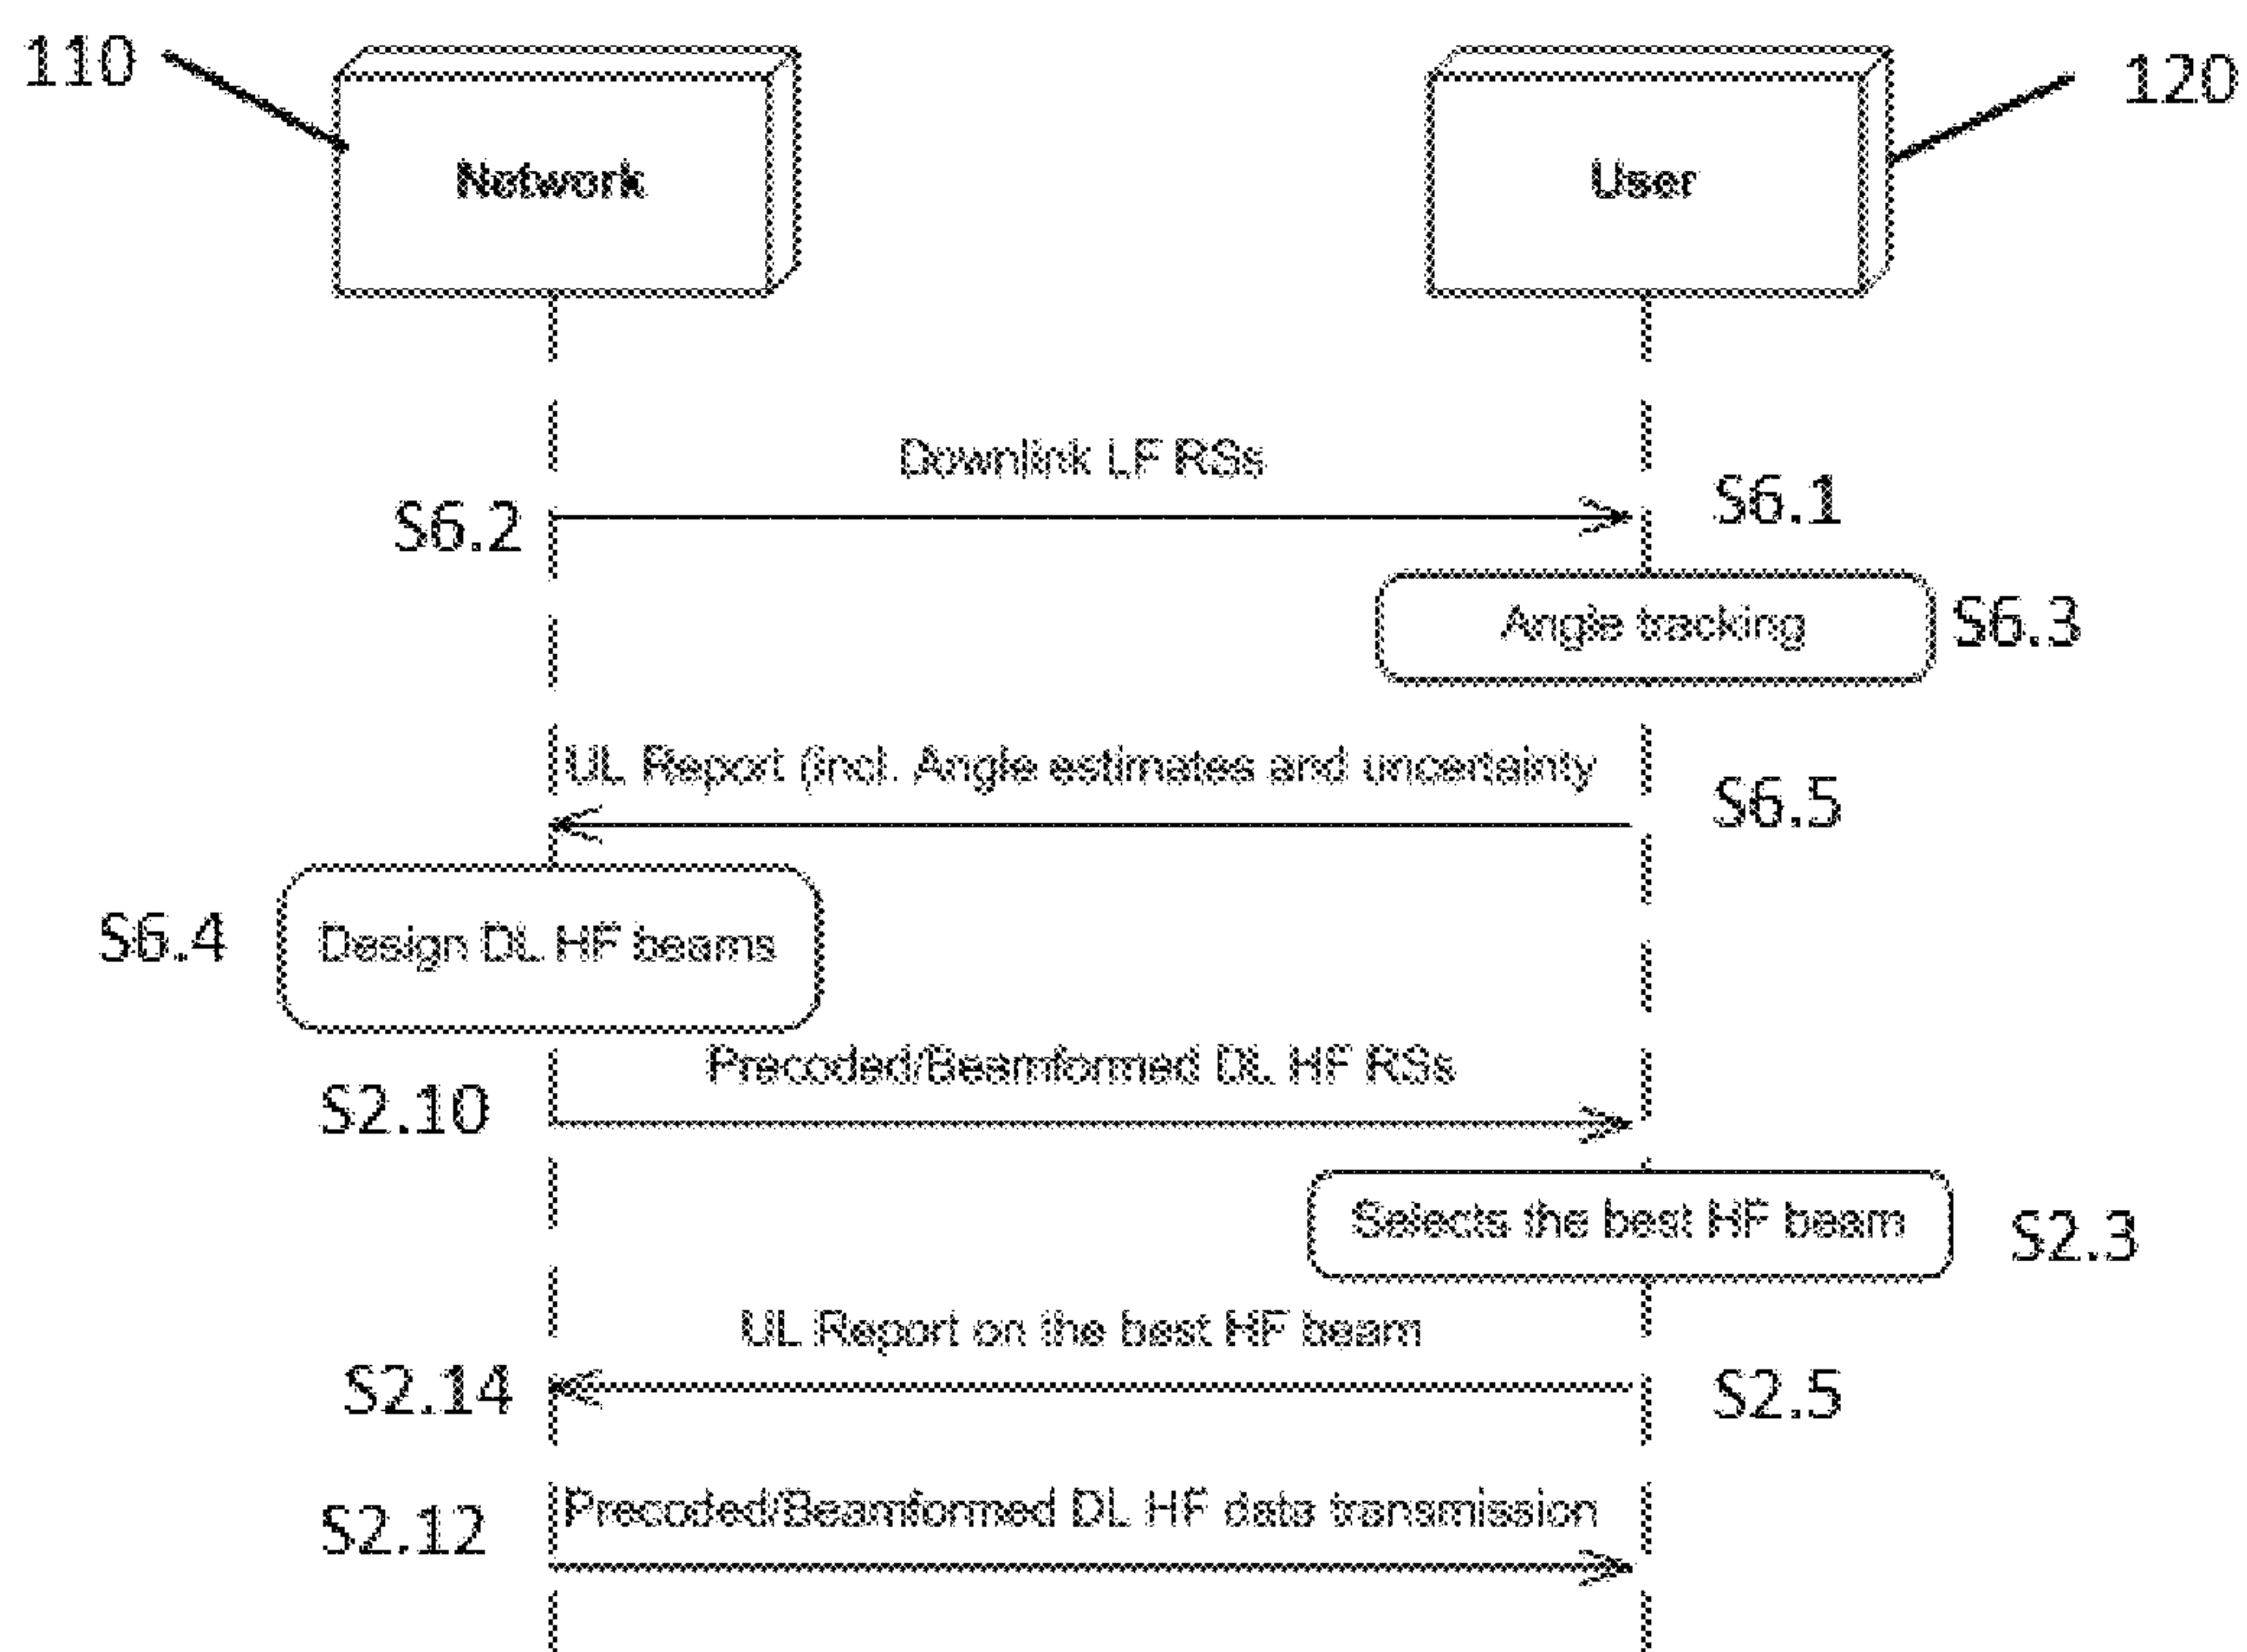 110
120
Network
User
Downlink LF RSs
S6.2
S6.1
Angle tracking
S6.3
UL Report (incl. Angle estimates and uncertainty
S6.5
S6.4
Design DL HF beams
Precoded/Beamformed DL HF RSs
S2.10
Selects the best HF beam
S2.3
UL Report on the best HF beam
S2.14
S2.5
Precoded/Beamformed DL HF data transmission
S2.12